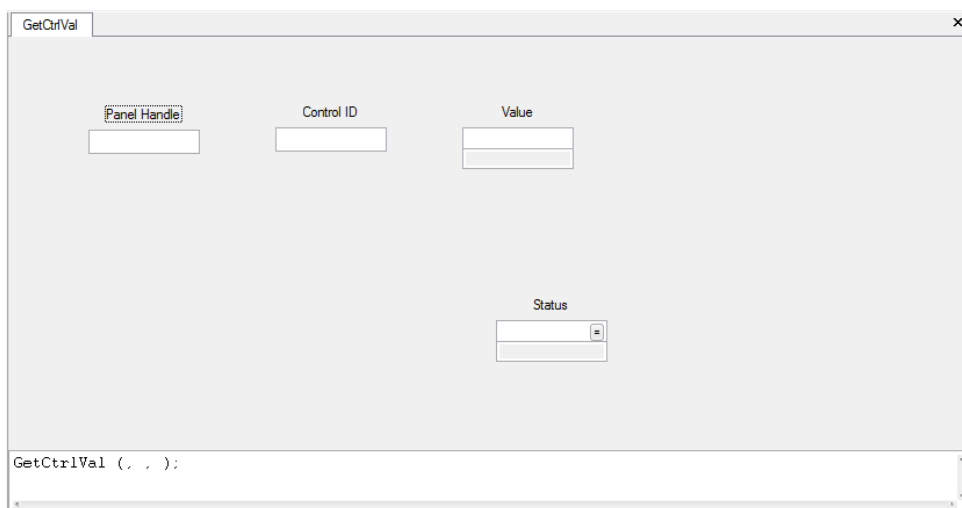 GetCtrlVal
Panel Handle
Control ID
Value
Status
=
GetCtrlVal (, , );